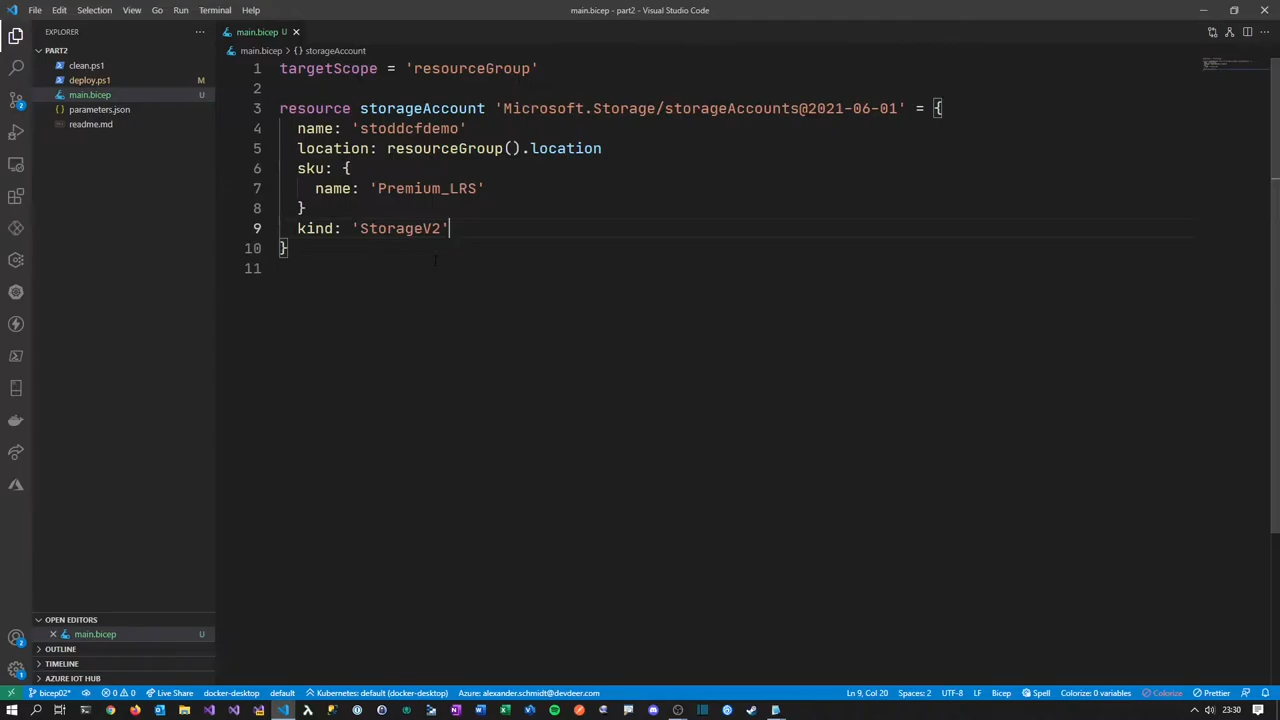 File Edit Selection View Go Run Terminal Help
main.bicep - part2 - Visual Studio Code
EXPLORER
PART2
clean.ps1
deploy.ps1 M
main.bicep U
parameters.json
readme.md
OPEN EDITORS
main.bicep U
OUTLINE
TIMELINE
AZURE IOT HUB
main.bicep U
main.bicep > {} storageAccount
1 targetScope = 'resourceGroup'
2
3 resource storageAccount 'Microsoft.Storage/storageAccounts@2021-06-01' = {
4 name: 'stoddcfdemo'
5 location: resourceGroup().location
6 sku: {
7 name: 'Premium_LRS'
8 }
9 kind: 'StorageV2'
10 }
11
bicep02* 0 0 Live Share docker-desktop default Kubernetes: default (docker-desktop) Azure: alexander.schmidt@devdeer.com Ln 9, Col 20 Spaces: 2 UTF-8 LF Bicep Spell Colorize: 0 variables Colorize Prettier
23:30